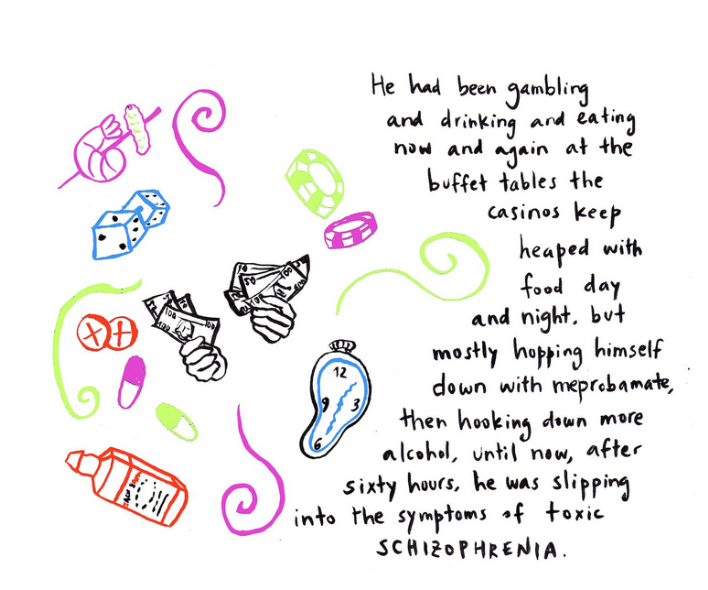 He had been gambling
and drinking and eating
now and again at the
buffet tables the
casinos keep
heaped with
food day
and night, but
mostly hopping himself
down with meprobamate,
then hooking down more
alcohol, until now, after
sixty hours, he was slipping
into the symptoms of toxic
SCHIZOPHRENIA.
100
100
12
9
3
6